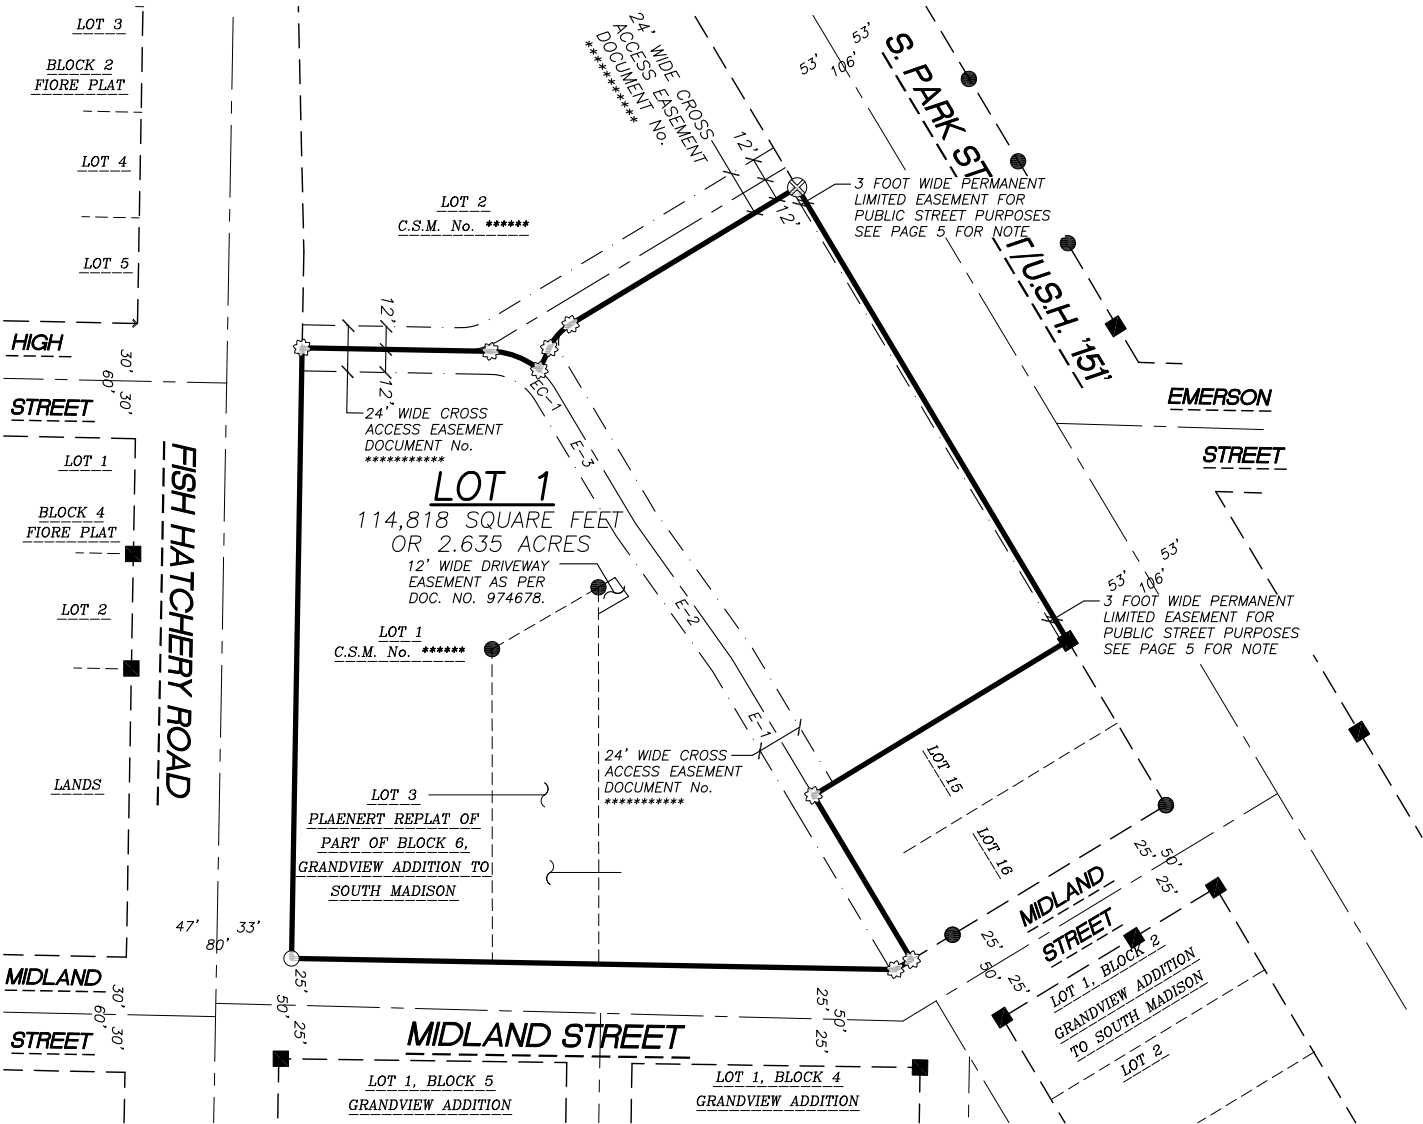 LOT 3
BLOCK 2
FIORE PLAT
LOT 4
LOT 5
HIGH
STREET
30'
60'
30'
LOT 1
BLOCK 4
FIORE PLAT
LOT 2
LANDS
FISH HATCHERY ROAD
47'
80'
33'
MIDLAND
STREET
30'
60'
30'
LOT 2
C.S.M. No. ******
24' WIDE CROSS
ACCESS EASEMENT
DOCUMENT No.
***********
12'
12'
53'
106'
53'
S. PARK ST
T/U.S.H. '151'
3 FOOT WIDE PERMANENT
LIMITED EASEMENT FOR
PUBLIC STREET PURPOSES
SEE PAGE 5 FOR NOTE
12'
12'
24' WIDE CROSS
ACCESS EASEMENT
DOCUMENT No.
***********
EC-1
E-3
E-2
E-1
LOT 1
114,818 SQUARE FEET
OR 2.635 ACRES
12' WIDE DRIVEWAY
EASEMENT AS PER
DOC. NO. 974678.
LOT 1
C.S.M. No. ******
LOT 3
PLAENERT REPLAT OF
PART OF BLOCK 6,
GRANDVIEW ADDITION TO
SOUTH MADISON
24' WIDE CROSS
ACCESS EASEMENT
DOCUMENT No.
***********
EMERSON
STREET
53'
106'
53'
3 FOOT WIDE PERMANENT
LIMITED EASEMENT FOR
PUBLIC STREET PURPOSES
SEE PAGE 5 FOR NOTE
LOT 15
LOT 16
25'
50'
25'
MIDLAND
STREET
25'
50'
25'
LOT 1, BLOCK 2
GRANDVIEW ADDITION
TO SOUTH MADISON
LOT 2
25'
50'
25'
MIDLAND STREET
25'
50'
25'
LOT 1, BLOCK 5
GRANDVIEW ADDITION
LOT 1, BLOCK 4
GRANDVIEW ADDITION